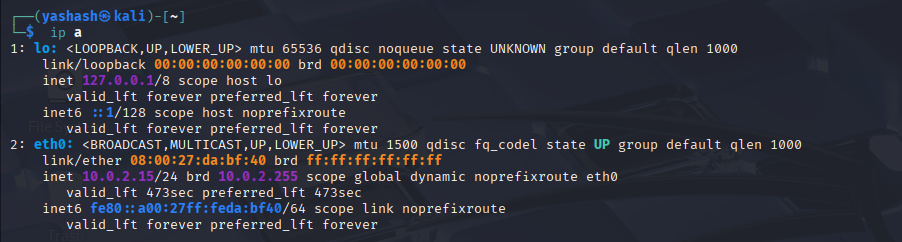 ┌──(yashash㉿kali)-[~]
└─$ ip a
1: lo: <LOOPBACK,UP,LOWER_UP> mtu 65536 qdisc noqueue state UNKNOWN group default qlen 1000
link/loopback 00:00:00:00:00:00 brd 00:00:00:00:00:00
inet 127.0.0.1/8 scope host lo
valid_lft forever preferred_lft forever
inet6 ::1/128 scope host noprefixroute
valid_lft forever preferred_lft forever
2: eth0: <BROADCAST,MULTICAST,UP,LOWER_UP> mtu 1500 qdisc fq_codel state UP group default qlen 1000
link/ether 08:00:27:da:bf:40 brd ff:ff:ff:ff:ff:ff
inet 10.0.2.15/24 brd 10.0.2.255 scope global dynamic noprefixroute eth0
valid_lft 473sec preferred_lft 473sec
inet6 fe80::a00:27ff:feda:bf40/64 scope link noprefixroute
valid_lft forever preferred_lft forever